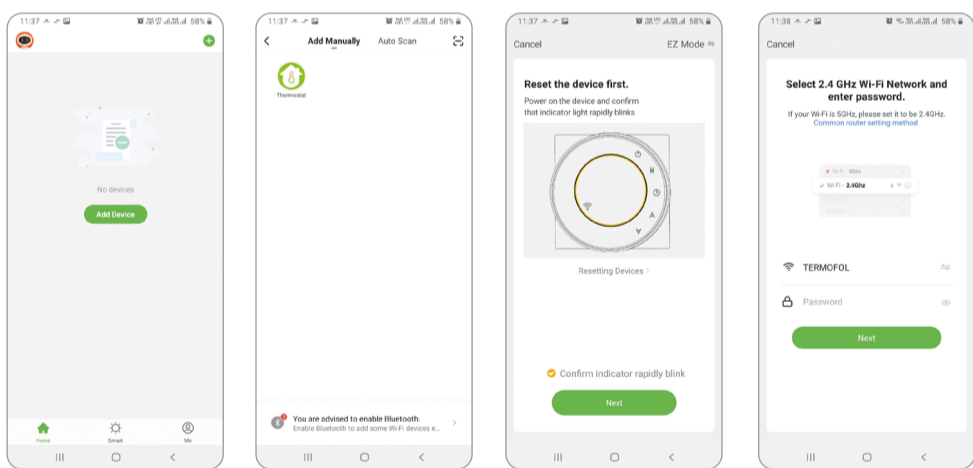 11:37
58%
No devices
Add Device
Home
Smart
Me
11:37
58%
Add Manually
Auto Scan
Thermostat
You are advised to enable Bluetooth.
Enable Bluetooth to add some Wi-Fi devices e...
11:37
58%
Cancel
EZ Mode
Reset the device first.
Power on the device and confirm
that indicator light rapidly blinks
M
Resetting Devices
Confirm indicator rapidly blink
Next
11:38
58%
Cancel
Select 2.4 GHz Wi-Fi Network and
enter password.
If your Wi-Fi is 5GHz, please set it to be 2.4GHz.
Common router setting method
Wi-Fi - 5Ghz
Wi-Fi - 2.4Ghz
TERMOFOL
Password
Next